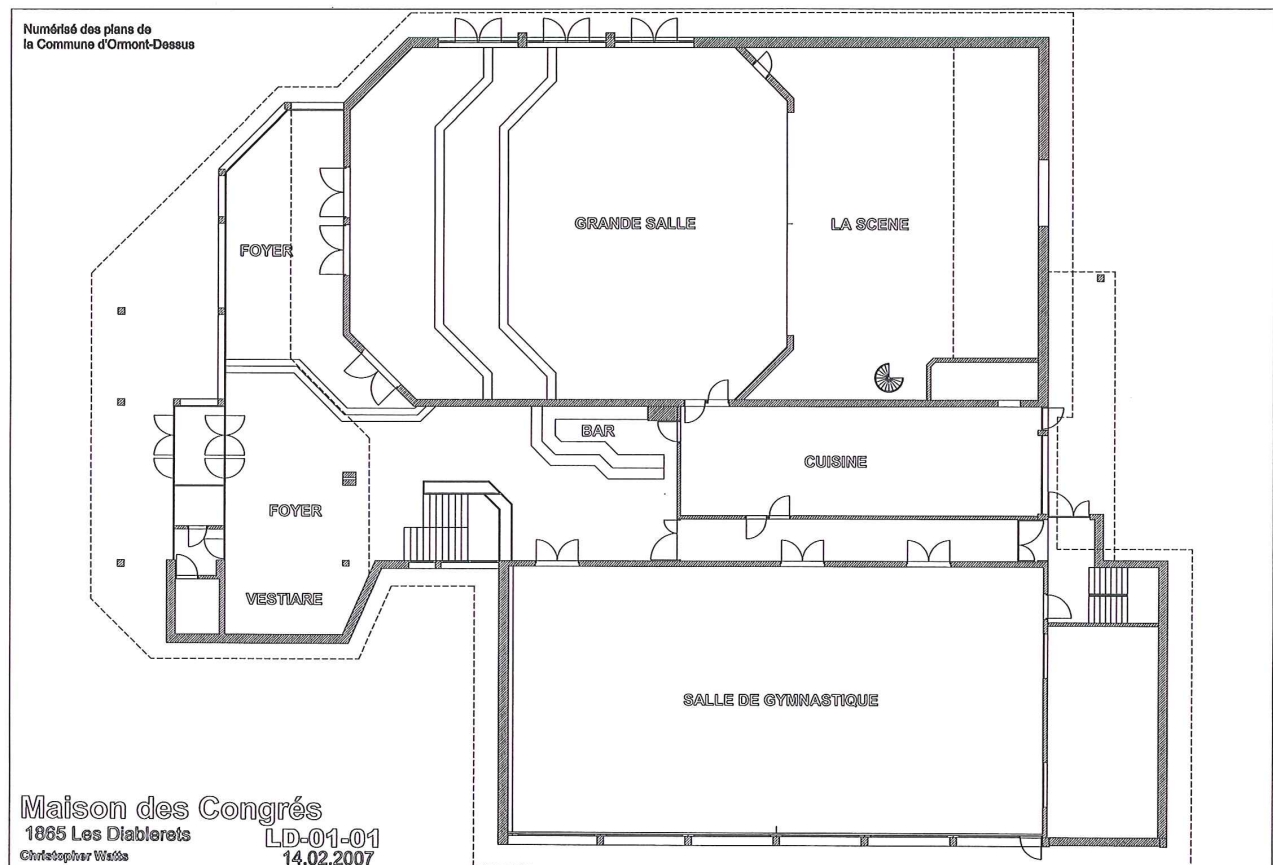 Numérisé des plans de
la Commune d'Ormont-Dessus
GRANDE SALLE
LA SCENE
FOYER
BAR
CUISINE
FOYER
VESTIARE
SALLE DE GYMNASTIQUE
Maison des Congrés
1865 Les Diablerets
LD-01-01
Christopher Watts
14.02.2007